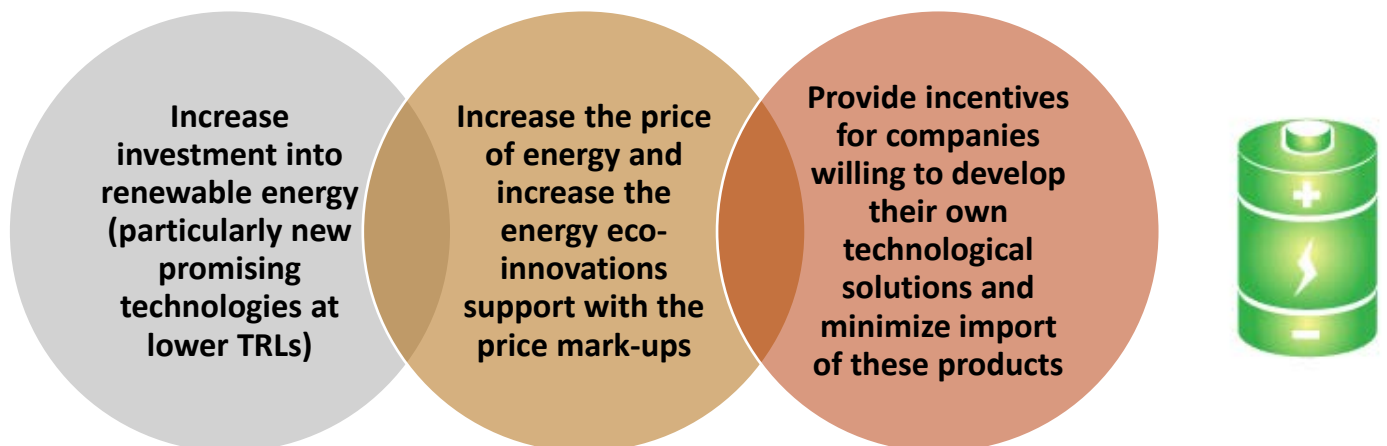 Increase
investment into
renewable energy
(particularly new
promising
technologies at
lower TRLs)
Increase the price
of energy and
increase the
energy eco-
innovations
support with the
price mark-ups
Provide incentives
for companies
willing to develop
their own
technological
solutions and
minimize import
of these products
+
-